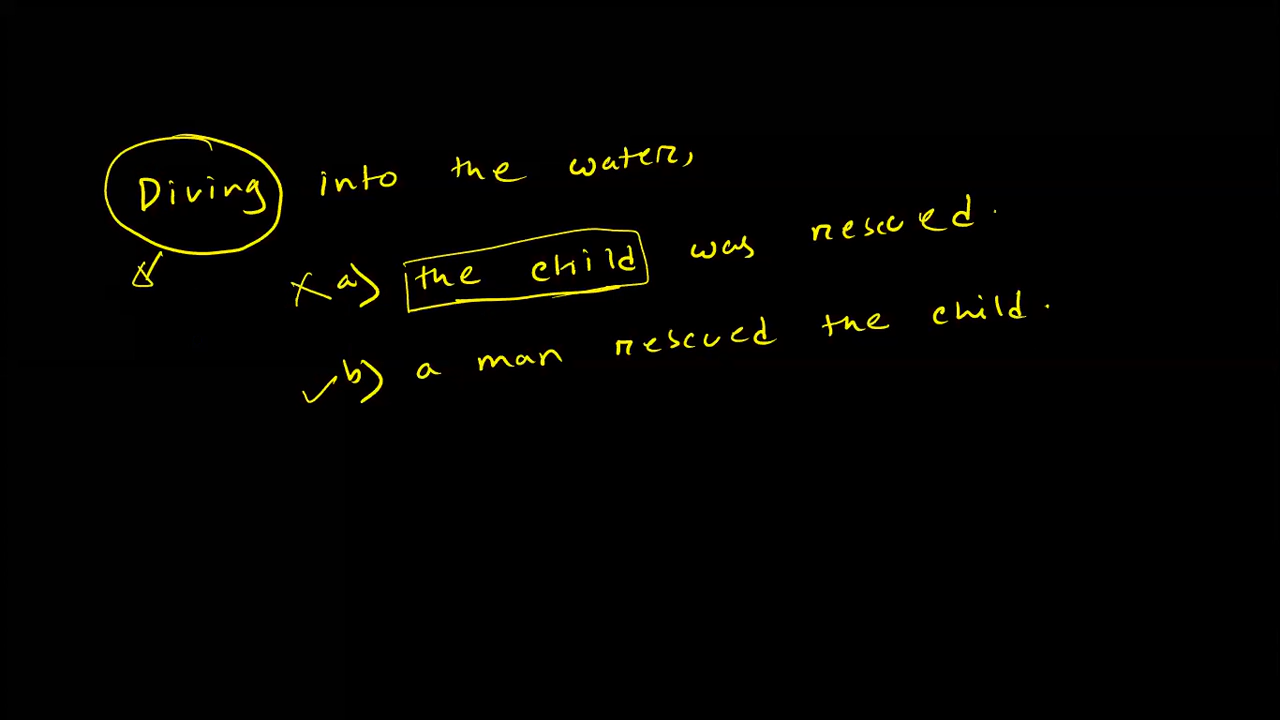 Diving into the water,
a) the child was rescued.
b) a man rescued the child.